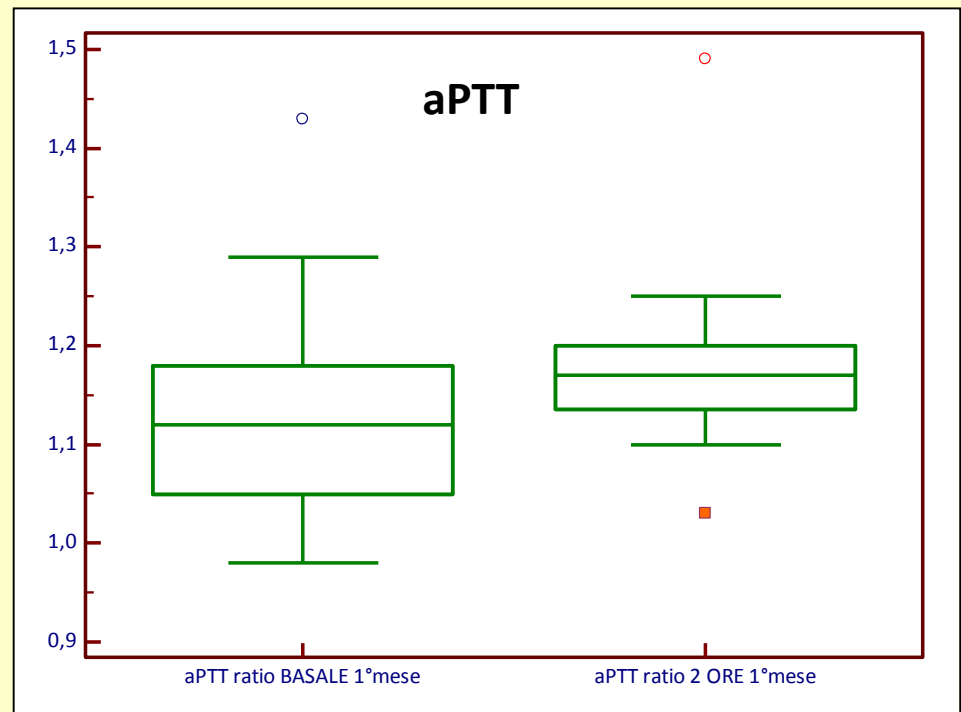 aPTT
1,5
1,4
1,3
1,2
1,1
1,0
0,9
aPTT ratio BASALE 1°mese
aPTT ratio 2 ORE 1°mese